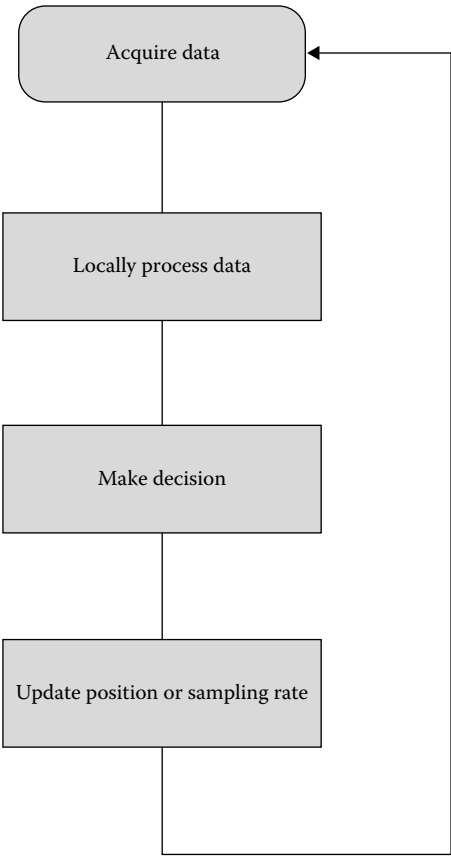 Acquire data
Locally process data
Make decision
Update position or sampling rate